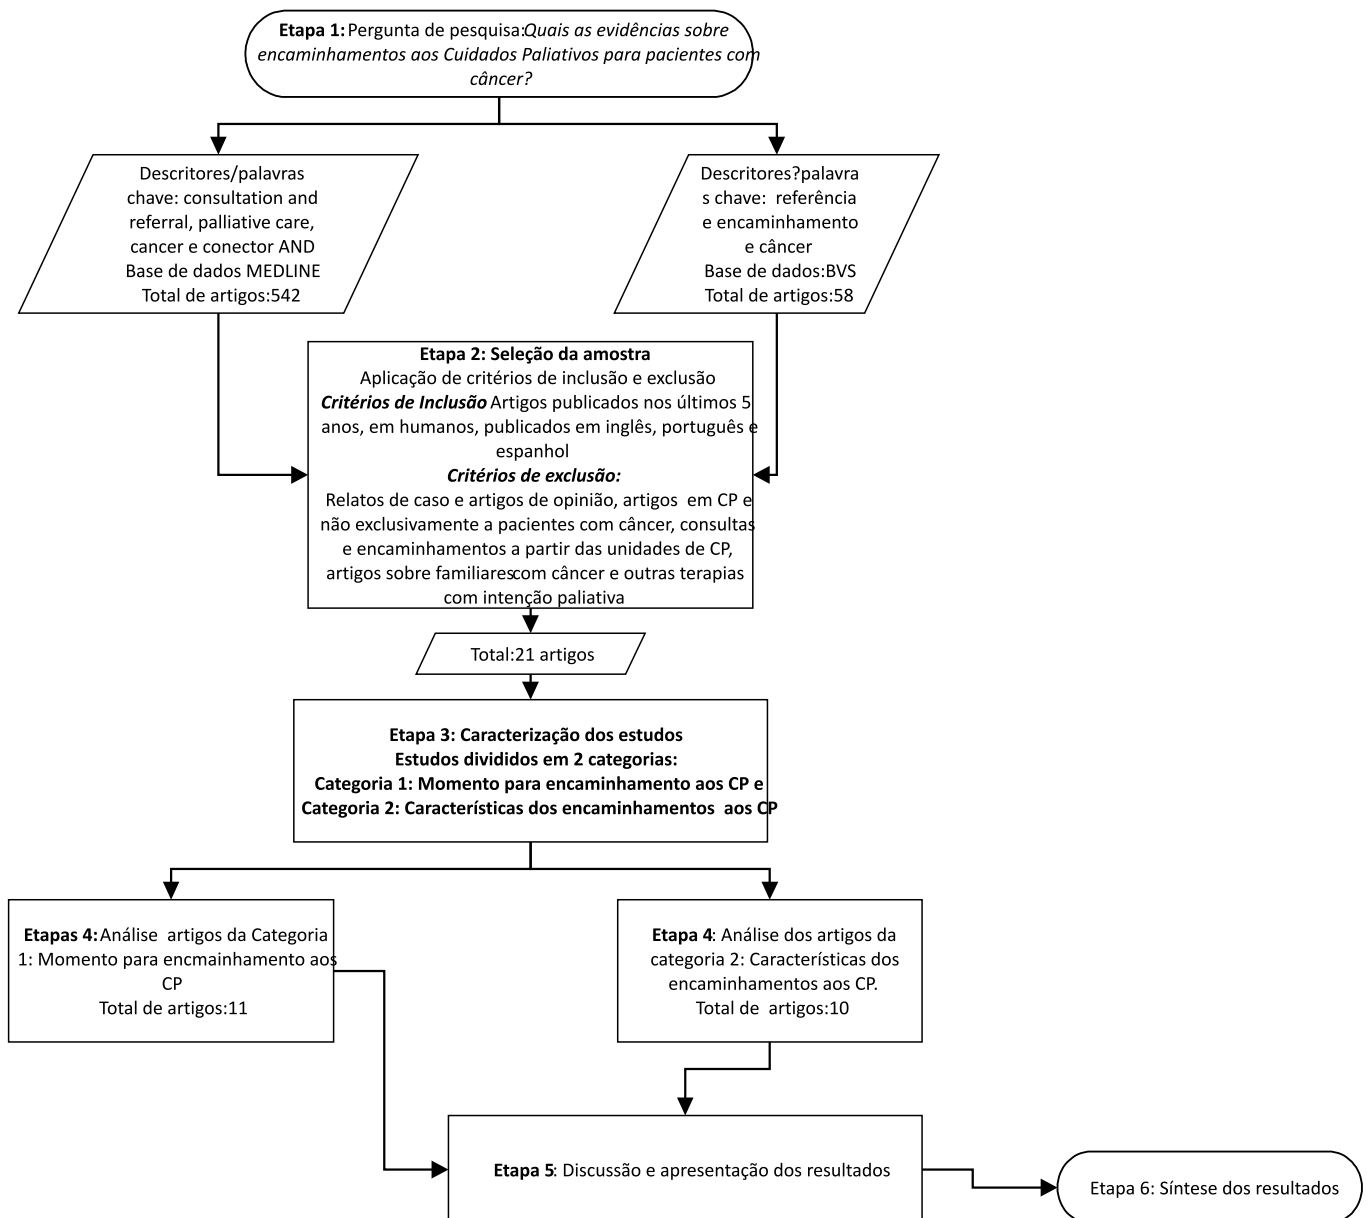 Etapa 1: Pergunta de pesquisa:Quais as evidências sobre
encaminhamentos aos Cuidados Paliativos para pacientes com
câncer?
Descritores/palavras
chave: consultation and
referral, palliative care,
cancer e conector AND
Base de dados MEDLINE
Total de artigos:542
Descritores?palavra
s chave:  referência
e encaminhamento
e câncer
Base de dados:BVS
Total de artigos:58
Etapa 2: Seleção da amostra
Aplicação de critérios de inclusão e exclusão
Critérios de Inclusão Artigos publicados nos últimos 5
anos, em humanos, publicados em inglês, português e
espanhol
Critérios de exclusão:
Relatos de caso e artigos de opinião, artigos  em CP e
não exclusivamente a pacientes com câncer, consultas
e encaminhamentos a partir das unidades de CP,
artigos sobre familiarescom câncer e outras terapias
com intenção paliativa
Total:21 artigos
Etapa 3: Caracterização dos estudos
Estudos divididos em 2 categorias:
Categoria 1: Momento para encaminhamento aos CP e
Categoria 2: Características dos encaminhamentos  aos CP
Etapas 4:Análise  artigos da Categoria
1: Momento para encmainhamento aos
CP
Total de artigos:11
Etapa 4: Análise dos artigos da
categoria 2: Características dos
encaminhamentos aos CP.
Total de  artigos:10
Etapa 5: Discussão e apresentação dos resultados
Etapa 6: Síntese dos resultados